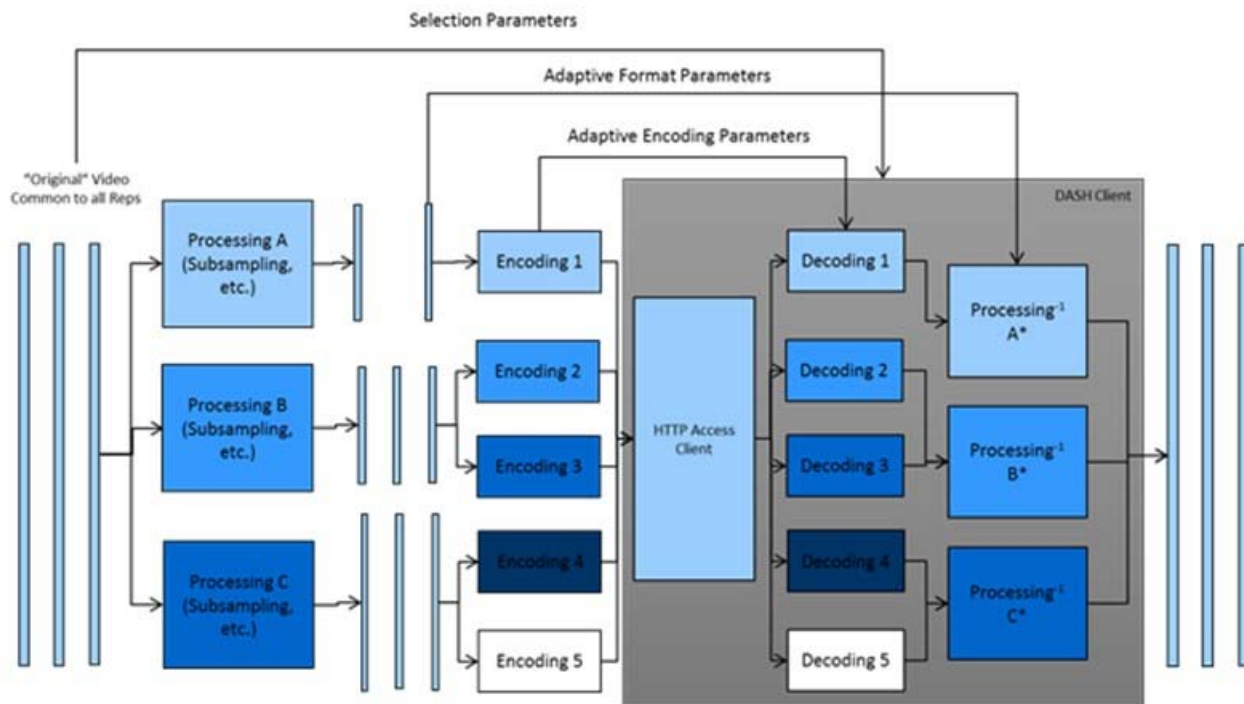 Selection Parameters
Adaptive Format Parameters
Adaptive Encoding Parameters
"Original" Video
Common to all Reps
DASH Client
Processing A
(Subsampling,
etc.)
Encoding 1
Decoding 1
Processing-1
A*
Processing B
(Subsampling,
etc.)
Encoding 2
Encoding 3
HTTP Access
Client
Decoding 2
Decoding 3
Processing-1
B*
Processing C
(Subsampling,
etc.)
Encoding 4
Encoding 5
Decoding 4
Decoding 5
Processing-1
C*